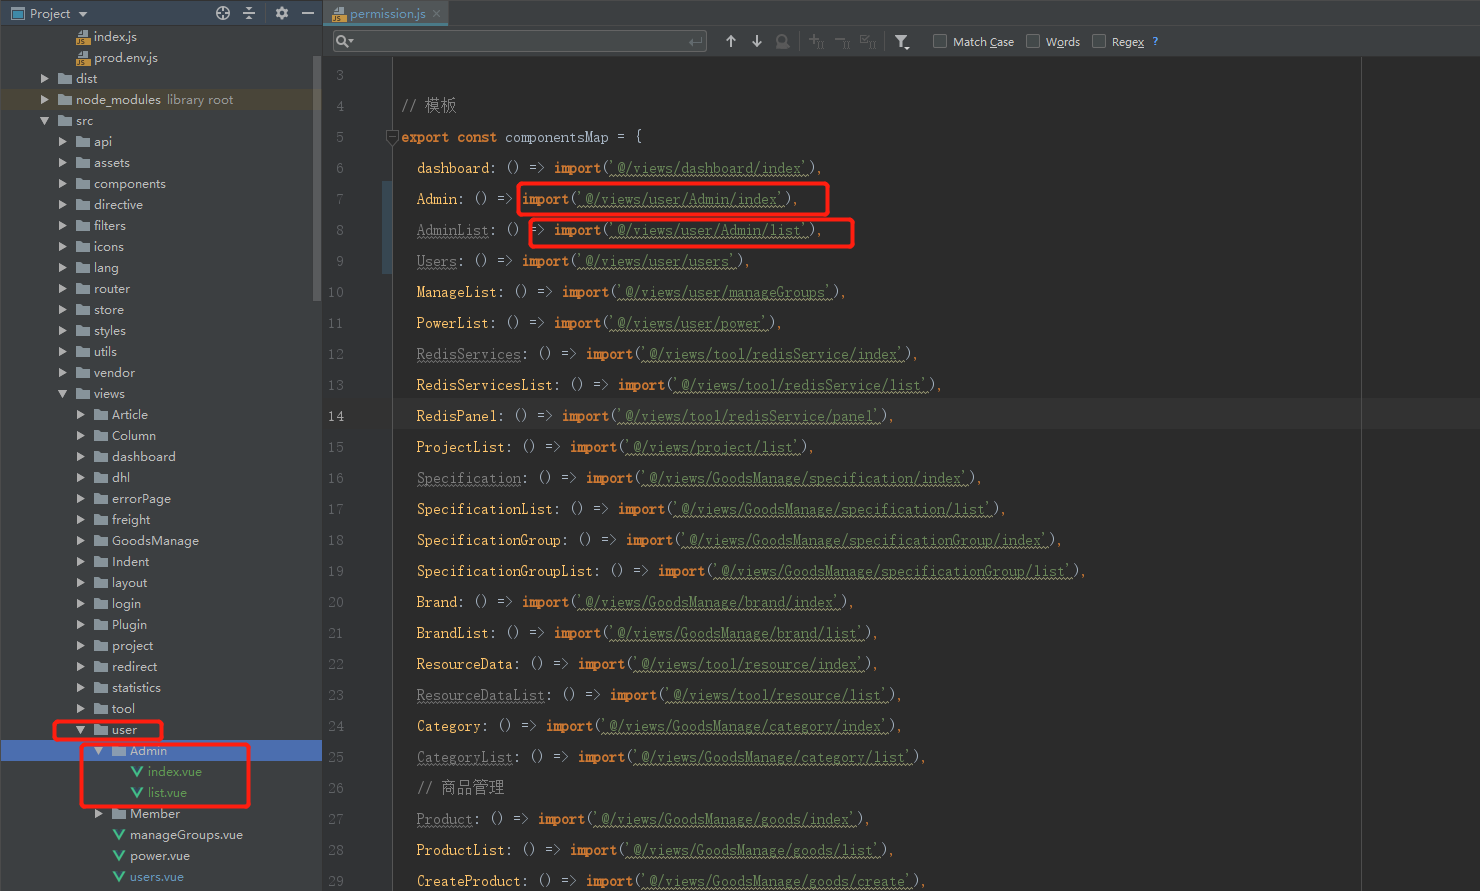 Project
index.js
prod.env.js
dist
node_modules library root
src
api
assets
components
directive
filters
icons
lang
router
store
styles
utils
vendor
views
Article
Column
dashboard
dhl
errorPage
freight
GoodsManage
Indent
layout
login
Plugin
project
redirect
statistics
tool
user
Admin
index.vue
list.vue
Member
manageGroups.vue
power.vue
users.vue
permission.js
Match Case Words Regex ?
3
4 // 模板
5 export const componentsMap = {
6 dashboard: () => import('@/views/dashboard/index'),
7 Admin: () => import('@/views/user/Admin/index'),
8 AdminList: () => import('@/views/user/Admin/list'),
9 Users: () => import('@/views/user/users'),
10 ManageList: () => import('@/views/user/manageGroups'),
11 PowerList: () => import('@/views/user/power'),
12 RedisServices: () => import('@/views/tool/redisService/index'),
13 RedisServicesList: () => import('@/views/tool/redisService/list'),
14 RedisPanel: () => import('@/views/tool/redisService/panel'),
15 ProjectList: () => import('@/views/project/list'),
16 Specification: () => import('@/views/GoodsManage/specification/index'),
17 SpecificationList: () => import('@/views/GoodsManage/specification/list'),
18 SpecificationGroup: () => import('@/views/GoodsManage/specificationGroup/index'),
19 SpecificationGroupList: () => import('@/views/GoodsManage/specificationGroup/list'),
20 Brand: () => import('@/views/GoodsManage/brand/index'),
21 BrandList: () => import('@/views/GoodsManage/brand/list'),
22 ResourceData: () => import('@/views/tool/resource/index'),
23 ResourceDataList: () => import('@/views/tool/resource/list'),
24 Category: () => import('@/views/GoodsManage/category/index'),
25 CategoryList: () => import('@/views/GoodsManage/category/list'),
26 // 商品管理
27 Product: () => import('@/views/GoodsManage/goods/index'),
28 ProductList: () => import('@/views/GoodsManage/goods/list'),
29 CreateProduct: () => import('@/views/GoodsManage/goods/create'),